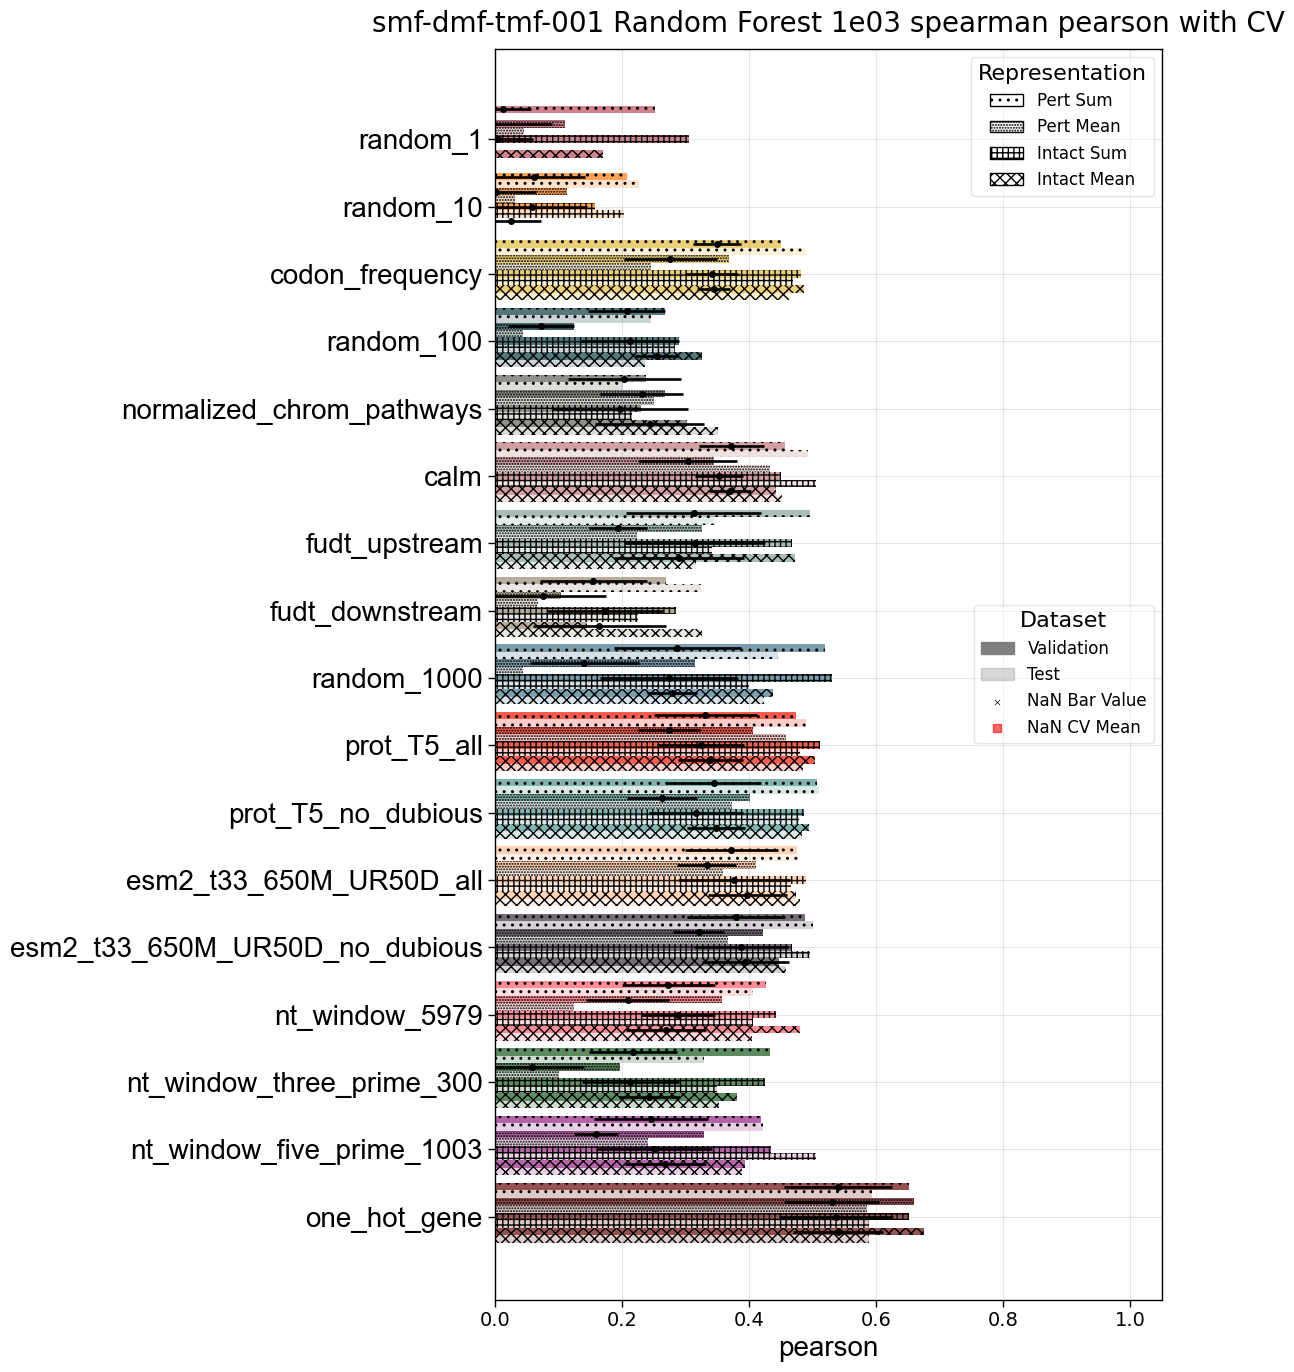 smf-dmf-tmf-001 Random Forest 1e03 spearman pearson with CV
Representation
Pert Sum
Pert Mean
Intact Sum
Intact Mean
random_1
random_10
codon_frequency
random_100
normalized_chrom_pathways
calm
fudt_upstream
fudt_downstream
random_1000
prot_T5_all
prot_T5_no_dubious
esm2_t33_650M_UR50D_all
esm2_t33_650M_UR50D_no_dubious
nt_window_5979
nt_window_three_prime_300
nt_window_five_prime_1003
one_hot_gene
Dataset
Validation
Test
NaN Bar Value
NaN CV Mean
0.0 0.2 0.4 0.6 0.8 1.0
pearson